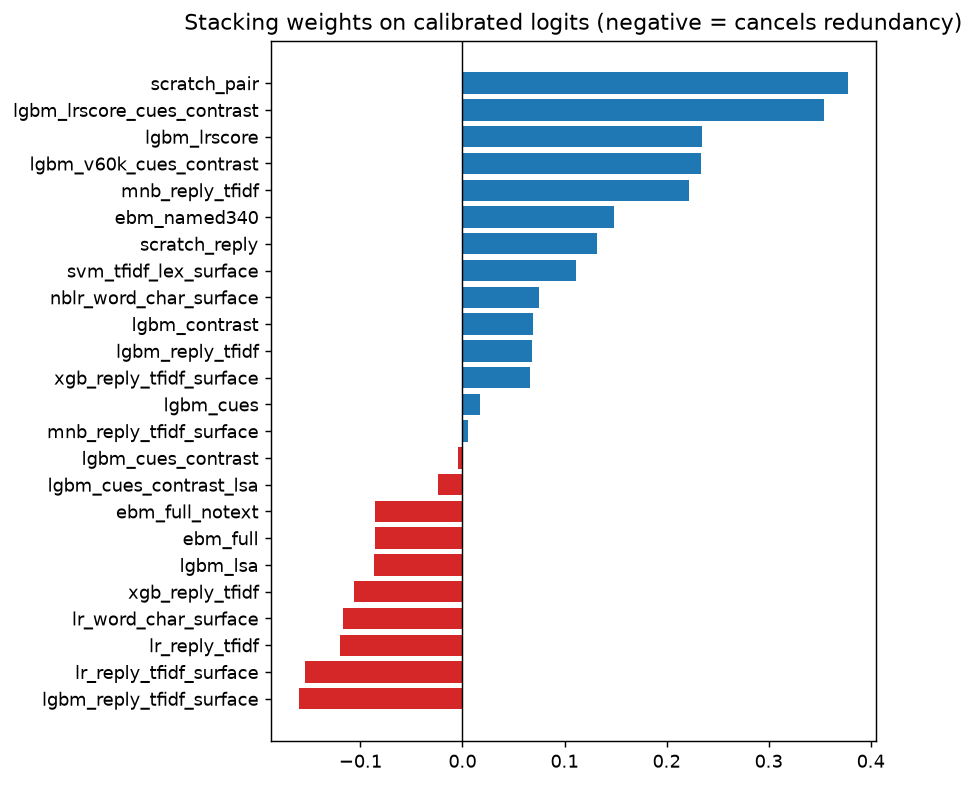 Stacking weights on calibrated logits (negative = cancels redundancy)
scratch_pair
lgbm_lrscore_cues_contrast
lgbm_lrscore
lgbm_v60k_cues_contrast
mnb_reply_tfidf
ebm_named340
scratch_reply
svm_tfidf_lex_surface
nblr_word_char_surface
lgbm_contrast
lgbm_reply_tfidf
xgb_reply_tfidf_surface
lgbm_cues
mnb_reply_tfidf_surface
lgbm_cues_contrast
lgbm_cues_contrast_lsa
ebm_full_notext
ebm_full
lgbm_lsa
xgb_reply_tfidf
lr_word_char_surface
lr_reply_tfidf
lr_reply_tfidf_surface
lgbm_reply_tfidf_surface
−0.1 0.0 0.1 0.2 0.3 0.4